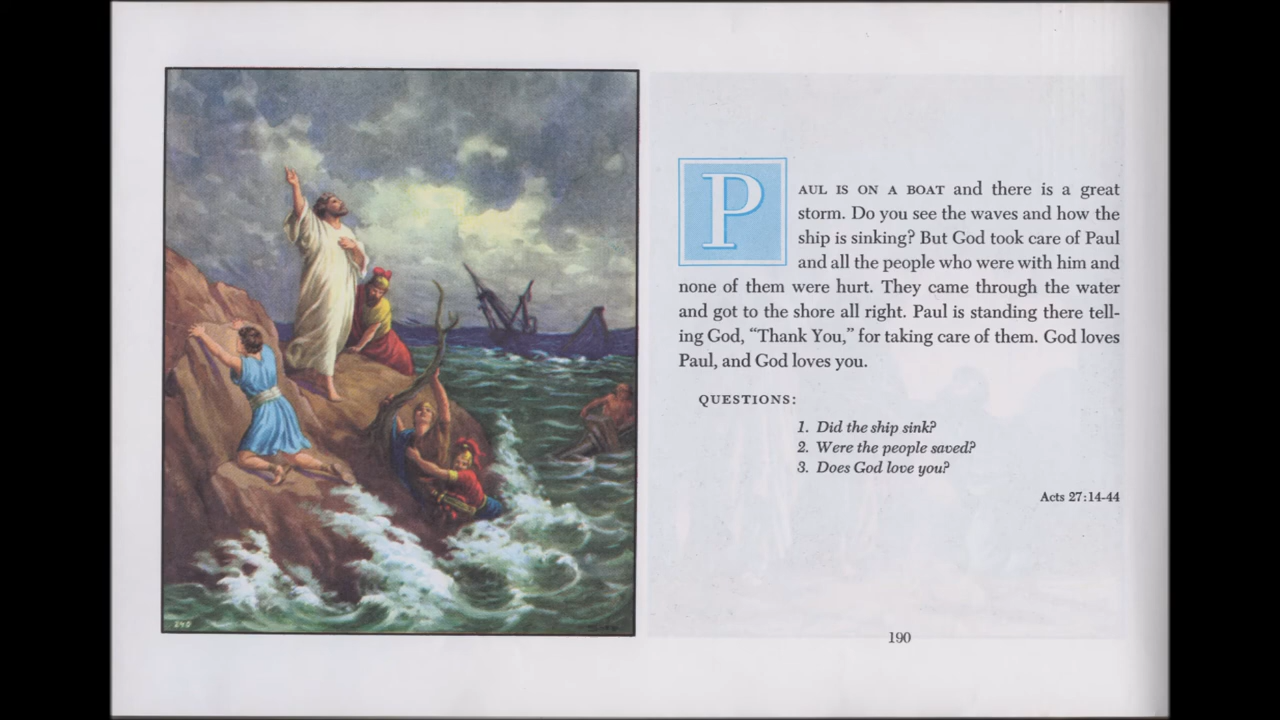 PAUL IS ON A BOAT and there is a great
storm. Do you see the waves and how the
ship is sinking? But God took care of Paul
and all the people who were with him and
none of them were hurt. They came through the water
and got to the shore all right. Paul is standing there tell-
ing God, “Thank You,” for taking care of them. God loves
Paul, and God loves you.
QUESTIONS:
1. Did the ship sink?
2. Were the people saved?
3. Does God love you?
Acts 27:14-44
190